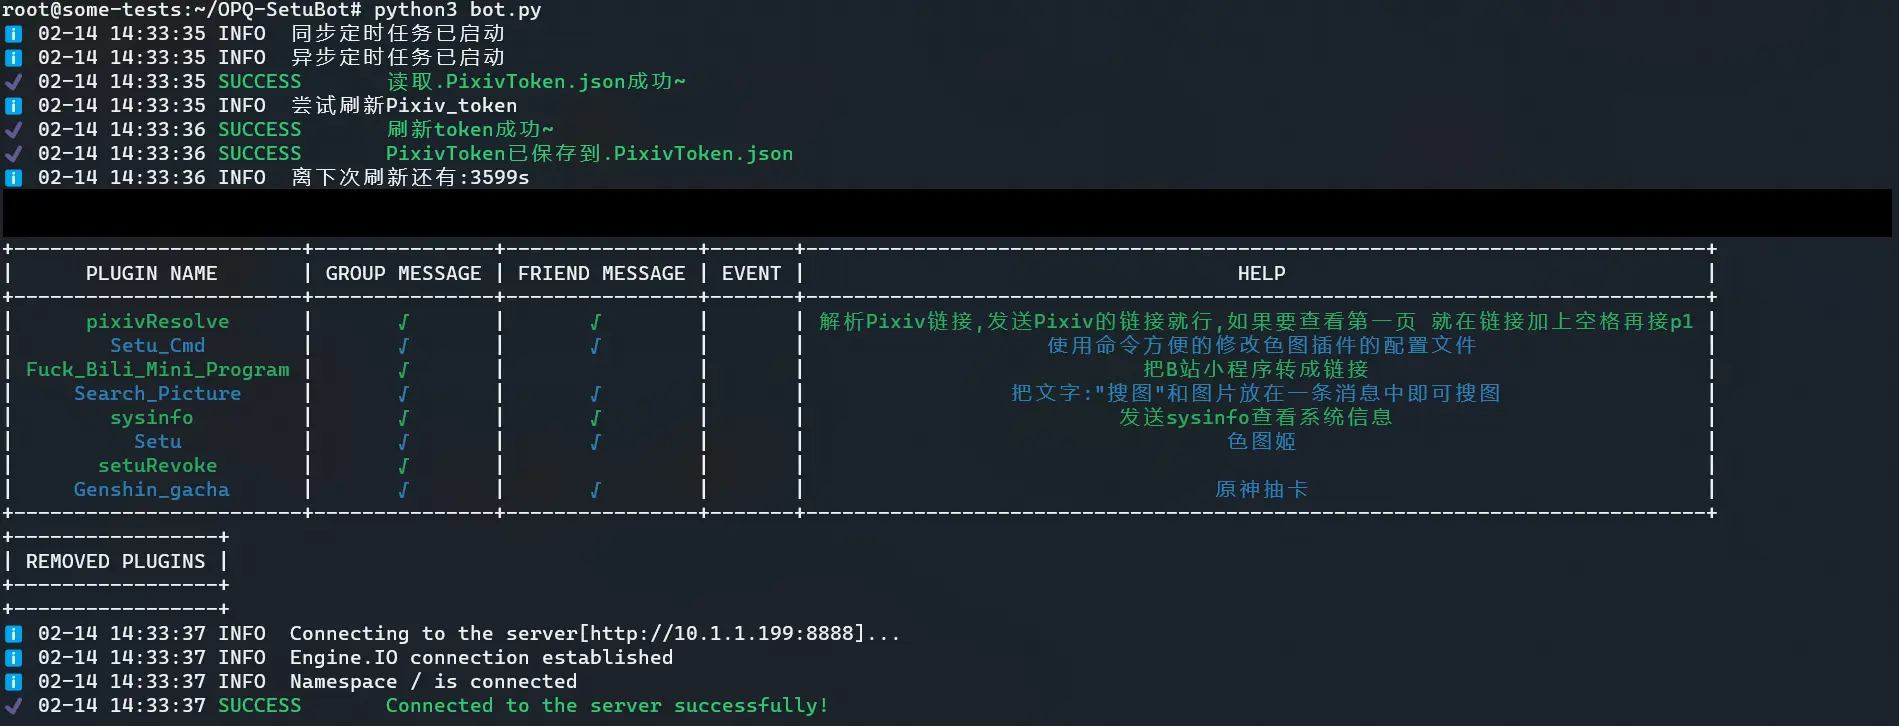 root@some-tests:~/OPQ-SetuBot# python3 bot.py
02-14 14:33:35 INFO 同步定时任务已启动
02-14 14:33:35 INFO 异步定时任务已启动
02-14 14:33:35 SUCCESS 读取.PixivToken.json成功~
02-14 14:33:35 INFO 尝试刷新Pixiv_token
02-14 14:33:36 SUCCESS 刷新token成功~
02-14 14:33:36 SUCCESS PixivToken已保存到.PixivToken.json
02-14 14:33:36 INFO 离下次刷新还有:3599s
PLUGIN NAME | GROUP MESSAGE | FRIEND MESSAGE | EVENT | HELP
pixivResolve | √ | √ | | 解析Pixiv链接,发送Pixiv的链接就行,如果要查看第一页 就在链接加上空格再接p1
Setu_Cmd | √ | √ | | 使用命令方便的修改色图插件的配置文件
Fuck_Bili_Mini_Program | √ | | | 把B站小程序转成链接
Search_Picture | √ | √ | | 把文字:"搜图"和图片放在一条消息中即可搜图
sysinfo | √ | √ | | 发送sysinfo查看系统信息
Setu | √ | √ | | 色图姬
setuRevoke | √ | | |
Genshin_gacha | √ | √ | | 原神抽卡
REMOVED PLUGINS
02-14 14:33:37 INFO Connecting to the server[http://10.1.1.199:8888]...
02-14 14:33:37 INFO Engine.IO connection established
02-14 14:33:37 INFO Namespace / is connected
02-14 14:33:37 SUCCESS Connected to the server successfully!